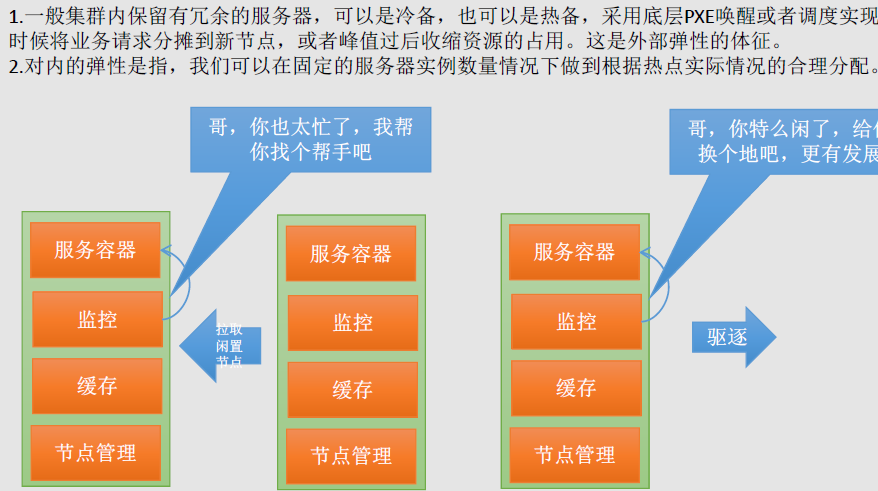 1.一般集群内保留有冗余的服务器，可以是冷备，也可以是热备，采用底层PXE唤醒或者调度实现
时候将业务请求分摊到新节点，或者峰值过后收缩资源的占用。这是外部弹性的体征。
2.对内的弹性是指，我们可以在固定的服务器实例数量情况下做到根据热点实际情况的合理分配。
哥，你也太忙了，我帮
你找个帮手吧
哥，你特么闲了，给
换个地吧，更有发展
服务容器
监控
缓存
节点管理
拉取
闲置
节点
服务容器
监控
缓存
节点管理
服务容器
监控
缓存
节点管理
驱逐